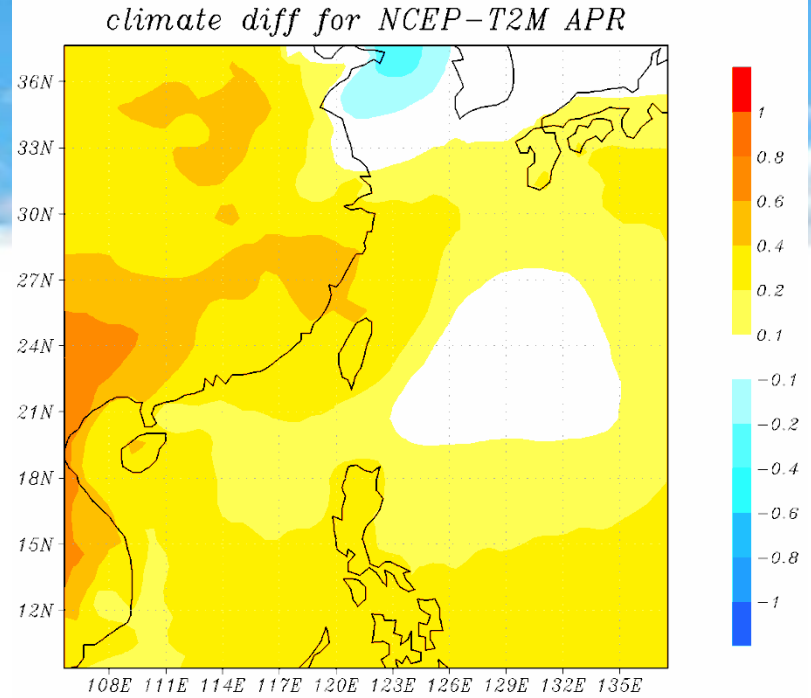 climate diff for NCEP-T2M APR
36N
33N
30N
27N
24N
21N
18N
15N
12N
108E 111E 114E 117E 120E 123E 126E 129E 132E 135E
1
0.8
0.6
0.4
0.2
0.1
-0.1
-0.2
-0.4
-0.6
-0.8
-1